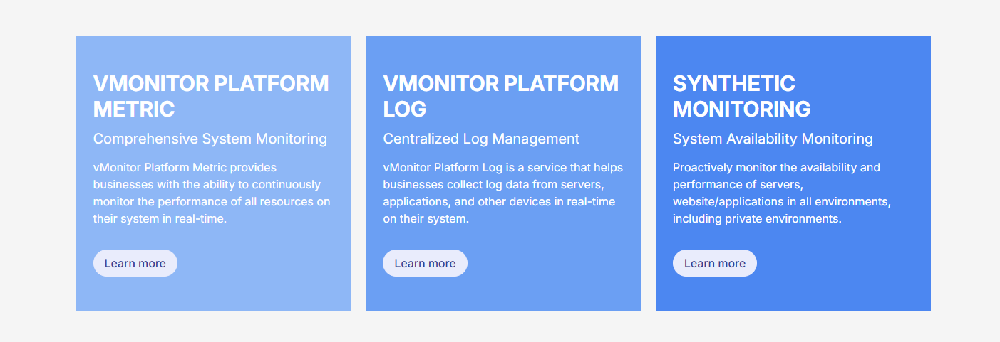 VMONITOR PLATFORM
METRIC
Comprehensive System Monitoring
vMonitor Platform Metric provides
businesses with the ability to continuously
monitor the performance of all resources on
their system in real-time.
Learn more
VMONITOR PLATFORM
LOG
Centralized Log Management
vMonitor Platform Log is a service that helps
businesses collect log data from servers,
applications, and other devices in real-time
on their system.
Learn more
SYNTHETIC
MONITORING
System Availability Monitoring
Proactively monitor the availability and
performance of servers,
website/applications in all environments,
including private environments.
Learn more